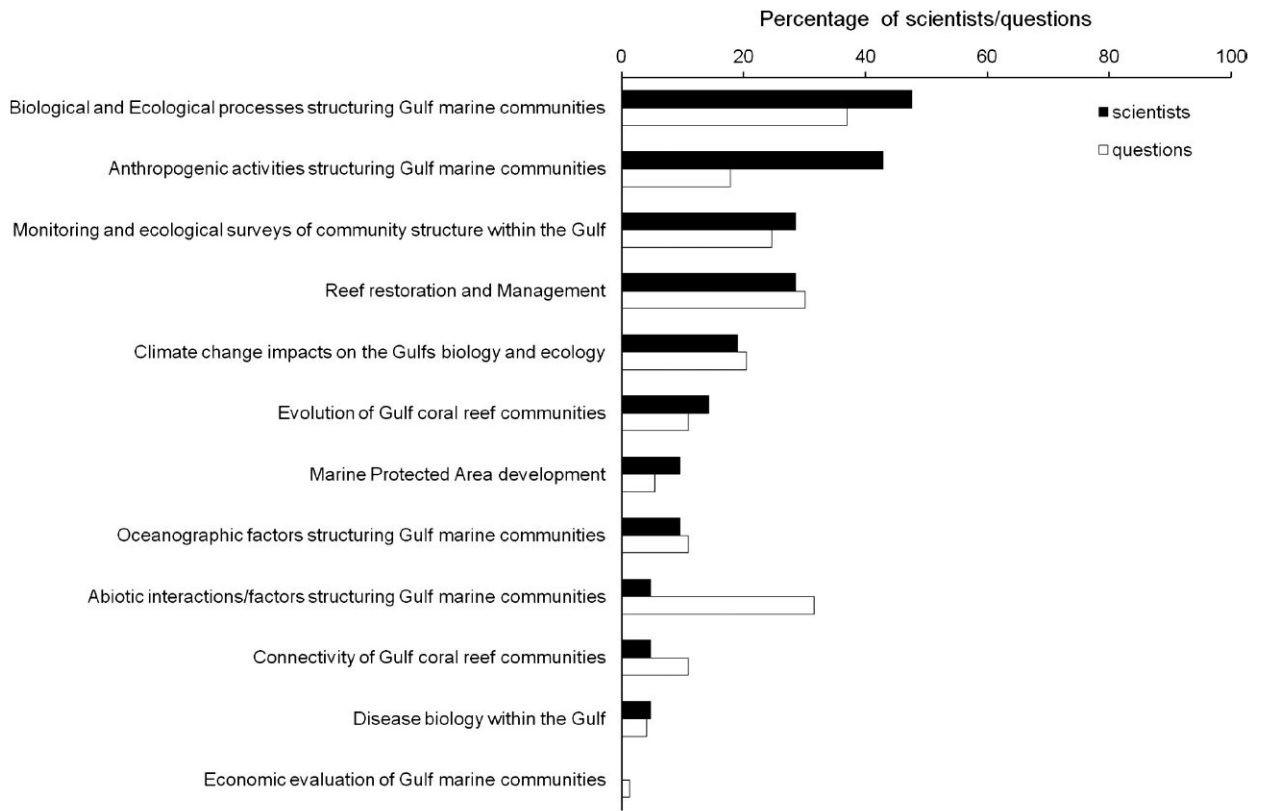 Percentage of scientists/questions
0 20 40 60 80 100
Biological and Ecological processes structuring Gulf marine communities
scientists
questions
Anthropogenic activities structuring Gulf marine communities
Monitoring and ecological surveys of community structure within the Gulf
Reef restoration and Management
Climate change impacts on the Gulfs biology and ecology
Evolution of Gulf coral reef communities
Marine Protected Area development
Oceanographic factors structuring Gulf marine communities
Abiotic interactions/factors structuring Gulf marine communities
Connectivity of Gulf coral reef communities
Disease biology within the Gulf
Economic evaluation of Gulf marine communities